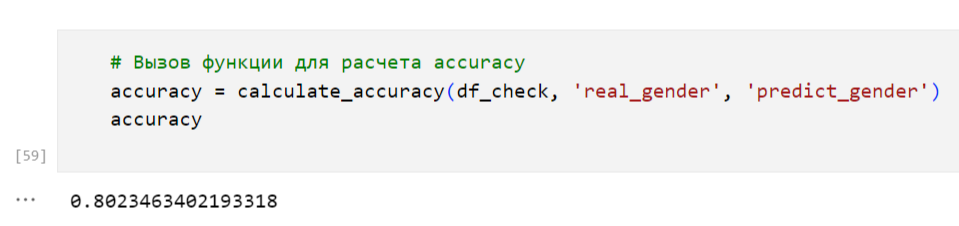 # Вызов функции для расчета accuracy
accuracy = calculate_accuracy(df_check, 'real_gender', 'predict_gender')
accuracy
[59]
... 0.8023463402193318